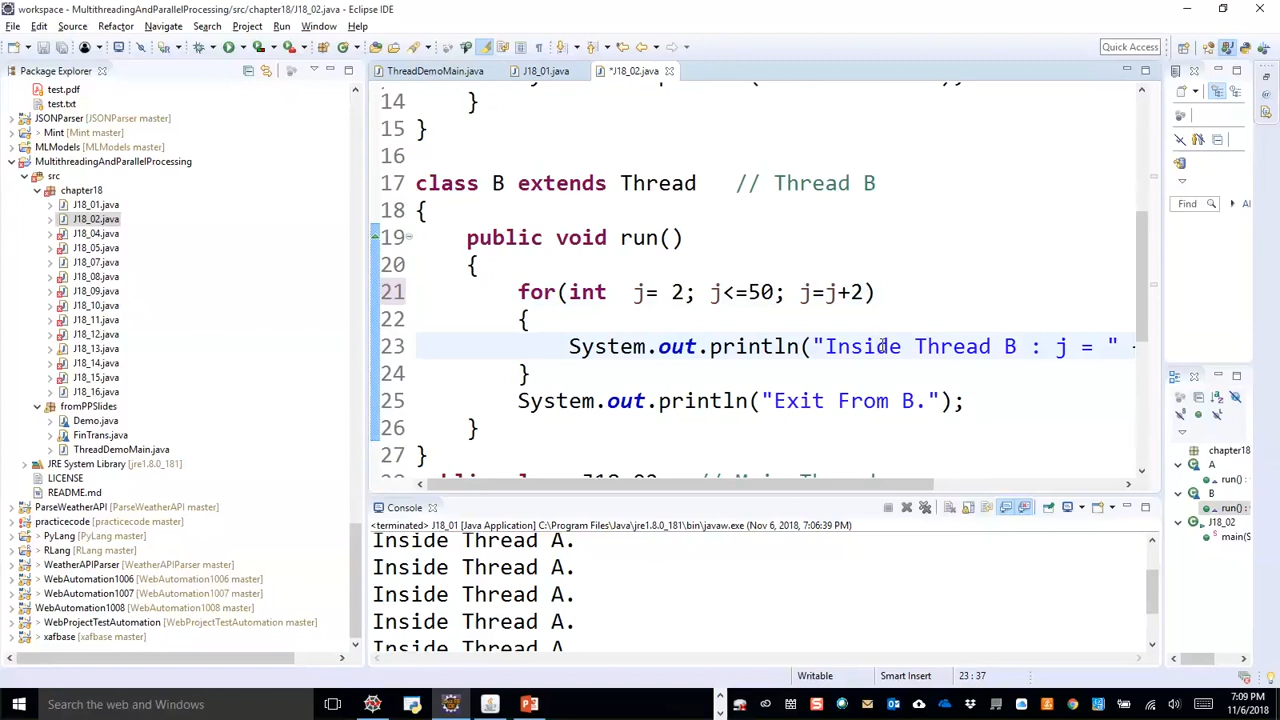 workspace - MultithreadingAndParallelProcessing/src/chapter18/J18_02.java - Eclipse IDE
File Edit Source Refactor Navigate Search Project Run Window Help
Quick Access
Package Explorer
ThreadDemoMain.java J18_01.java *J18_02.java
test.pdf
test.txt
JSONParser [JSONParser master]
Mint [Mint master]
MLModels [MLModels master]
MultithreadingAndParallelProcessing
src
chapter18
J18_01.java
J18_02.java
J18_04.java
J18_05.java
J18_07.java
J18_08.java
J18_09.java
J18_10.java
J18_11.java
J18_12.java
J18_13.java
J18_14.java
J18_15.java
J18_16.java
fromPPSlides
Demo.java
FinTrans.java
ThreadDemoMain.java
JRE System Library [jre1.8.0_181]
LICENSE
README.md
ParseWeatherAPI [ParseWeatherAPI master]
practicecode [practicecode master]
PyLang [PyLang master]
RLang [RLang master]
WeatherAPIParser [WeatherAPIParser master]
WebAutomation1006 [WebAutomation1006 master]
WebAutomation1007 [WebAutomation1007 master]
WebAutomation1008 [WebAutomation1008 master]
WebProjectTestAutomation [WebProjectTestAutomation master]
xafbase [xafbase master]
14 }
15 }
16
17 class B extends Thread // Thread B
18 {
19 public void run()
20 {
21 for(int j= 2; j<=50; j=j+2)
22 {
23 System.out.println("Inside Thread B : j = " +
24 }
25 System.out.println("Exit From B.");
26 }
27 }
Find
Al
chapter18
A
run() :
B
run() :
J18_02
main(S
Console
<terminated> J18_01 [Java Application] C:\Program Files\Java\jre1.8.0_181\bin\javaw.exe (Nov 6, 2018, 7:06:39 PM)
Inside Thread A.
Inside Thread A.
Inside Thread A.
Inside Thread A.
Inside Thread A.
Writable Smart Insert 23 : 37
Search the web and Windows
7:09 PM
11/6/2018